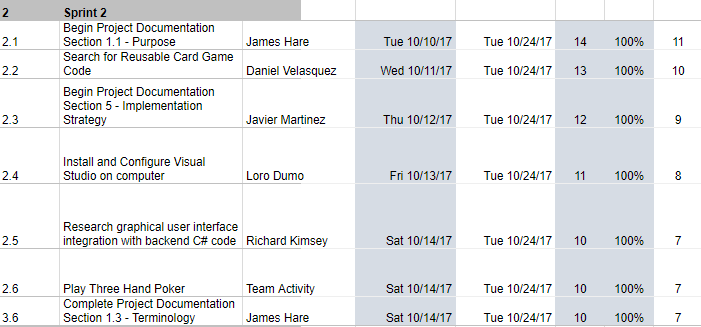 2 Sprint 2
Begin Project Documentation
2.1 Section 1.1 - Purpose James Hare Tue 10/10/17 Tue 10/24/17 14 100% 11
Search for Reusable Card Game
2.2 Code Daniel Velasquez Wed 10/11/17 Tue 10/24/17 13 100% 10
Begin Project Documentation
Section 5 - Implementation
2.3 Strategy Javier Martinez Thu 10/12/17 Tue 10/24/17 12 100% 9
Install and Configure Visual
2.4 Studio on computer Loro Dumo Fri 10/13/17 Tue 10/24/17 11 100% 8
Research graphical user interface
2.5 integration with backend C# code Richard Kimsey Sat 10/14/17 Tue 10/24/17 10 100% 7
2.6 Play Three Hand Poker Team Activity Sat 10/14/17 Tue 10/24/17 10 100% 7
Complete Project Documentation
3.6 Section 1.3 - Terminology James Hare Sat 10/14/17 Tue 10/24/17 10 100% 7